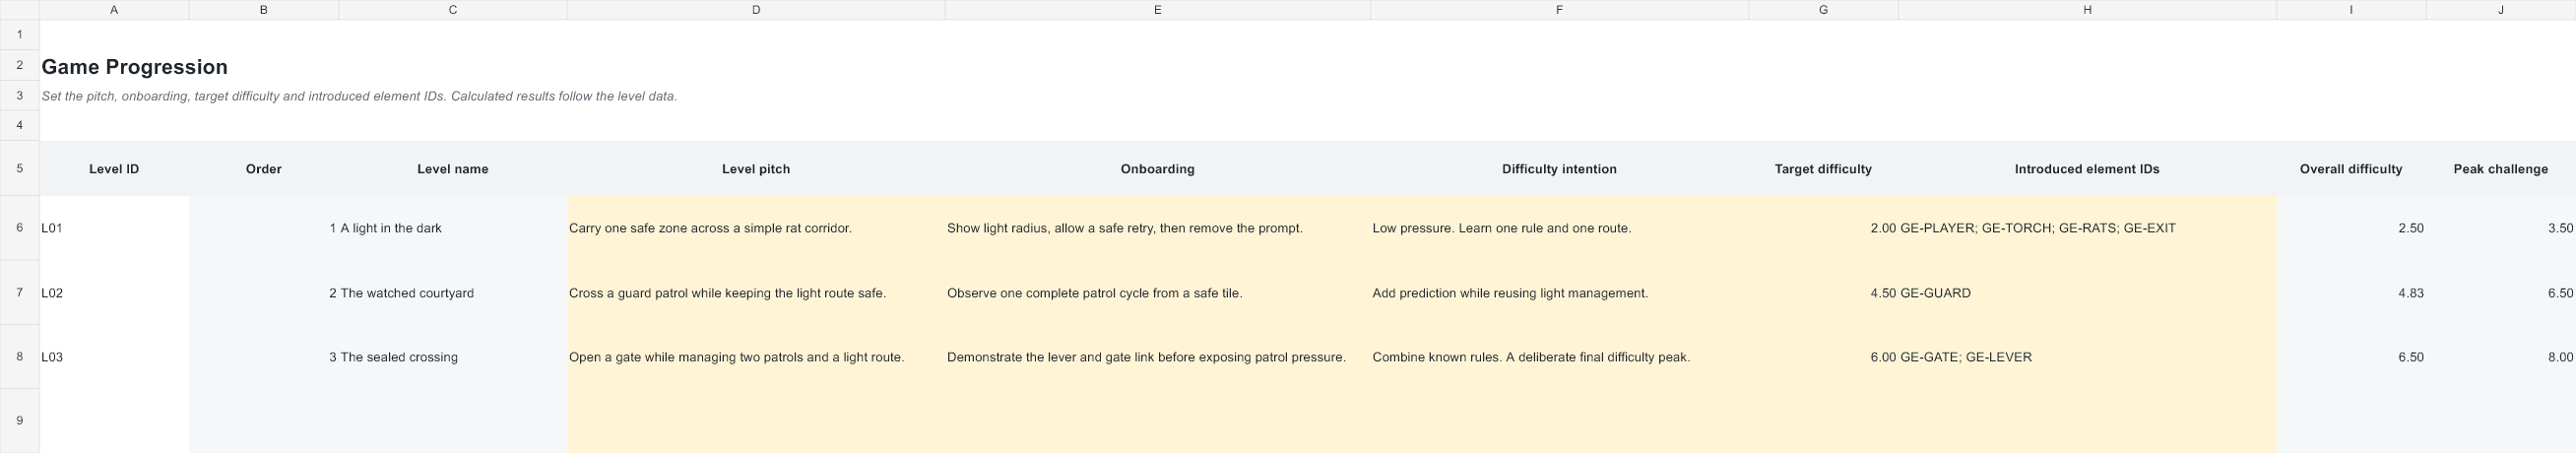 A B C D E F G H I J
1
2 Game Progression
3 Set the pitch, onboarding, target difficulty and introduced element IDs. Calculated results follow the level data.
4
5 Level ID Order Level name Level pitch Onboarding Difficulty intention Target difficulty Introduced element IDs Overall difficulty Peak challenge
6 L01 1 A light in the dark Carry one safe zone across a simple rat corridor. Show light radius, allow a safe retry, then remove the prompt. Low pressure. Learn one rule and one route. 2.00 GE-PLAYER; GE-TORCH; GE-RATS; GE-EXIT 2.50 3.50
7 L02 2 The watched courtyard Cross a guard patrol while keeping the light route safe. Observe one complete patrol cycle from a safe tile. Add prediction while reusing light management. 4.50 GE-GUARD 4.83 6.50
8 L03 3 The sealed crossing Open a gate while managing two patrols and a light route. Demonstrate the lever and gate link before exposing patrol pressure. Combine known rules. A deliberate final difficulty peak. 6.00 GE-GATE; GE-LEVER 6.50 8.00
9